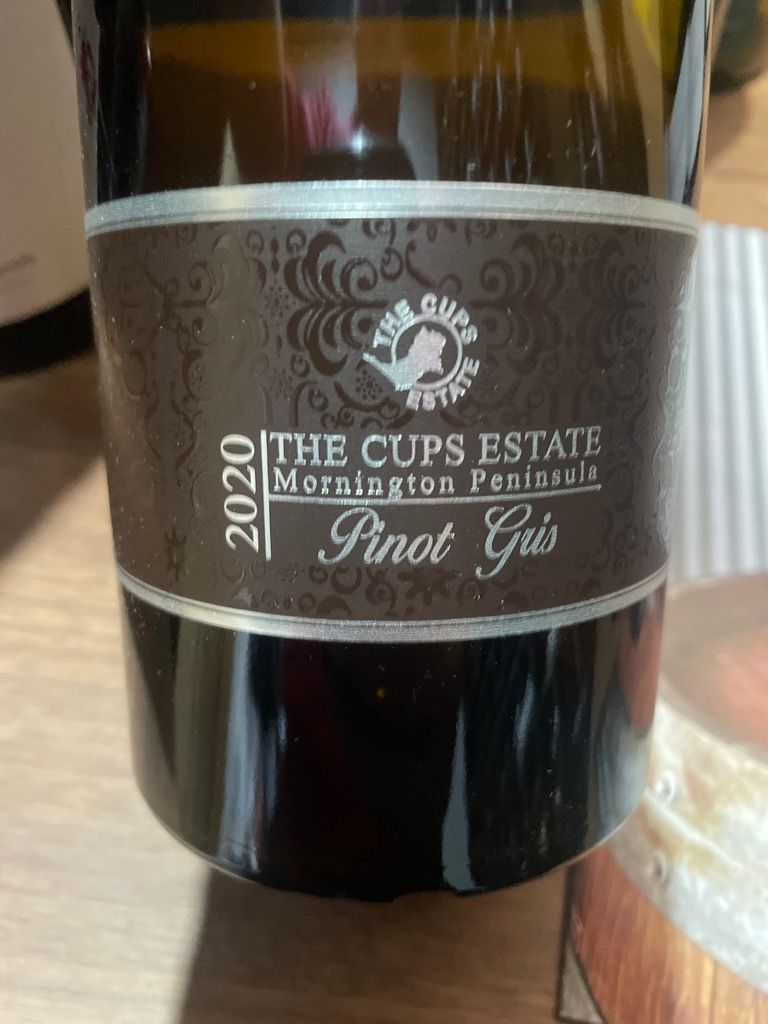 THE CUPS
ESTATE
2020
THE CUPS ESTATE
Mornington Peninsula
Pinot Gris